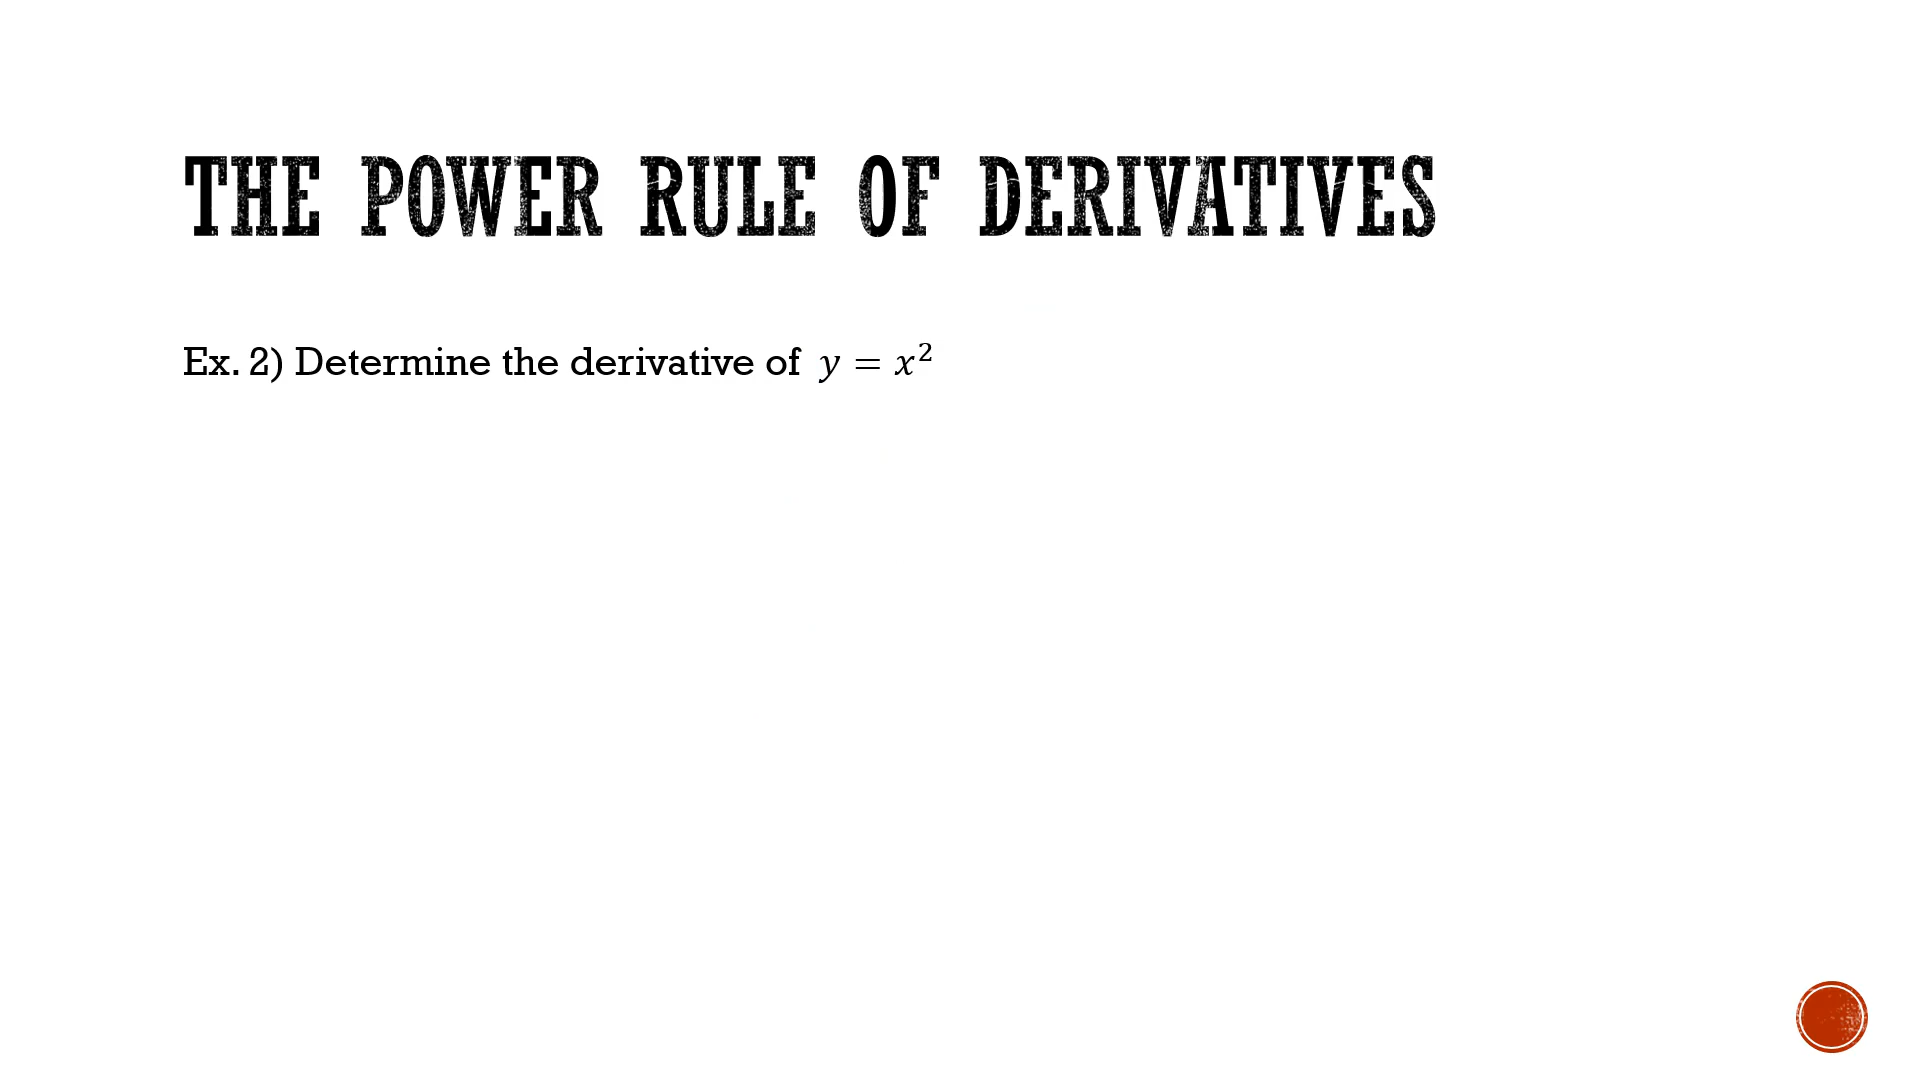 THE POWER RULE OF DERIVATIVES
Ex. 2) Determine the derivative of y = x²